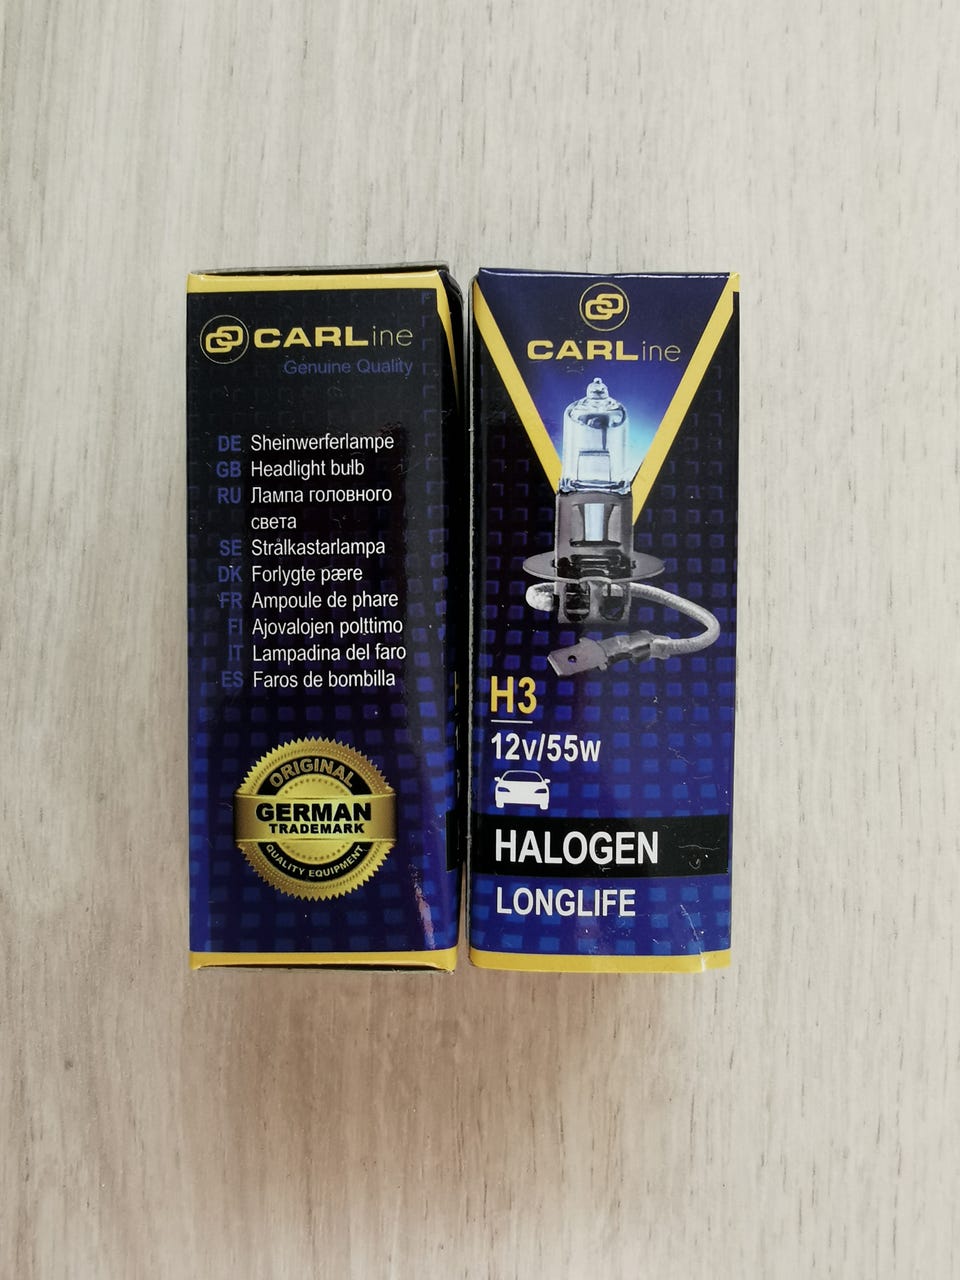 CARLine
Genuine Quality
DE Sheinwerferlampe
GB Headlight bulb
RU Лампа головного
света
SE Strålkastarlampa
DK Forlygte pære
FR Ampoule de phare
FI Ajovalojen polttimo
IT Lampadina del faro
ES Faros de bombilla
ORIGINAL
GERMAN
TRADEMARK
QUALITY EQUIPMENT
CARLine
H3
12v/55w
HALOGEN
LONGLIFE